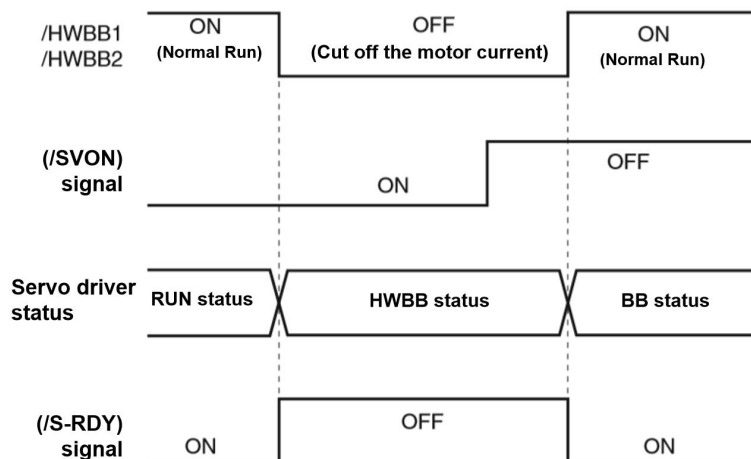 /HWBB1
/HWBB2
ON
(Normal Run)
OFF
(Cut off the motor current)
ON
(Normal Run)
(/SVON)
signal
ON
OFF
Servo driver
status
RUN status
HWBB status
BB status
(/S-RDY)
signal
ON
OFF
ON